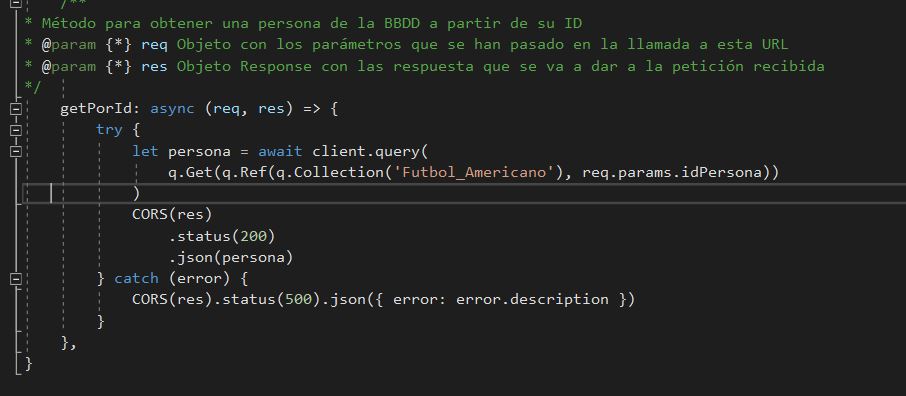 /**
* Método para obtener una persona de la BBDD a partir de su ID
* @param {*} req Objeto con los parámetros que se han pasado en la llamada a esta URL
* @param {*} res Objeto Response con las respuesta que se va a dar a la petición recibida
*/
getPorId: async (req, res) => {
try {
let persona = await client.query(
q.Get(q.Ref(q.Collection('Futbol_Americano'), req.params.idPersona))
)
CORS(res)
.status(200)
.json(persona)
} catch (error) {
CORS(res).status(500).json({ error: error.description })
}
},
}